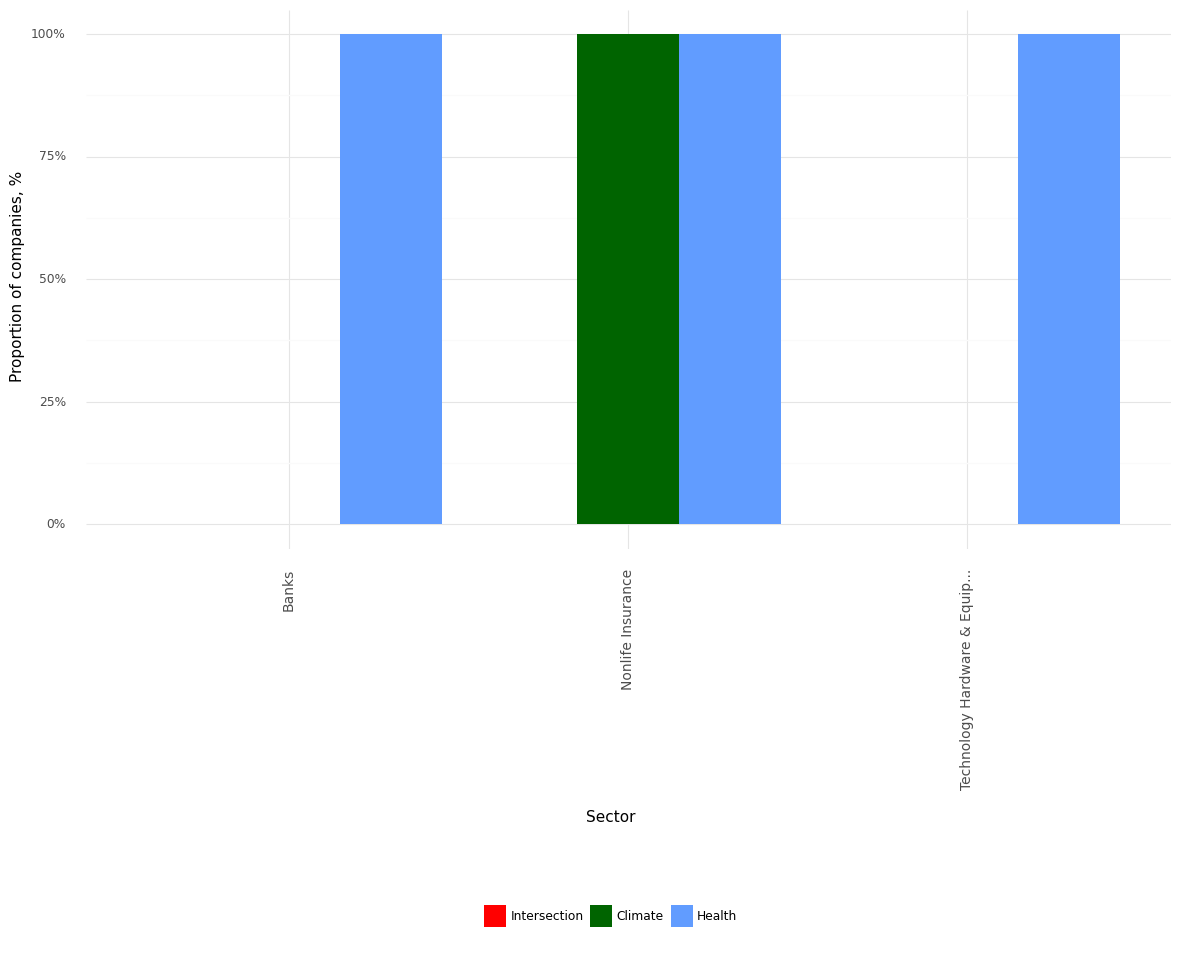 100%
75%
50%
25%
0%
Proportion of companies, %
Banks
Nonlife Insurance
Technology Hardware & Equip...
Sector
Intersection
Climate
Health